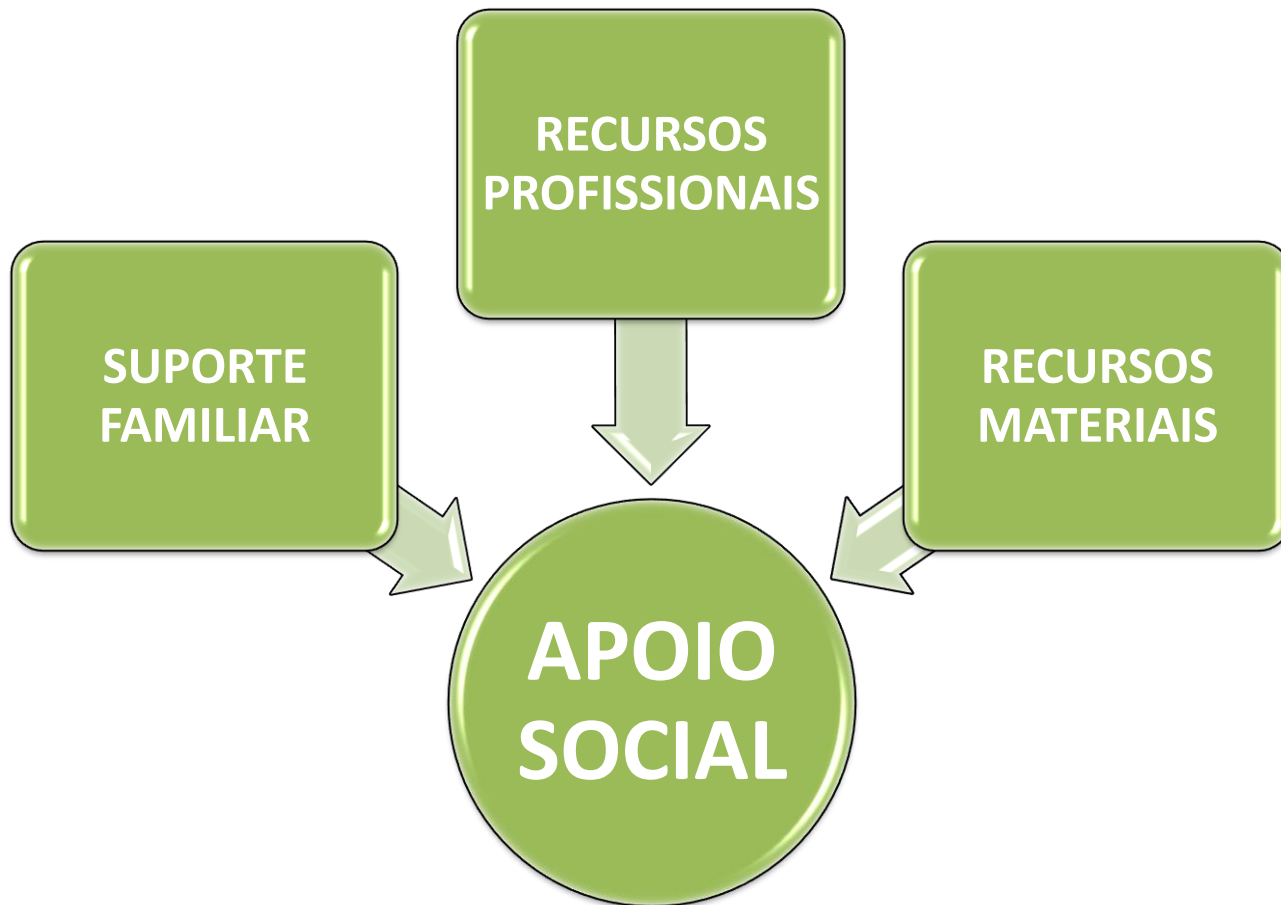 RECURSOS
PROFISSIONAIS
SUPORTE
FAMILIAR
RECURSOS
MATERIAIS
APOIO
SOCIAL